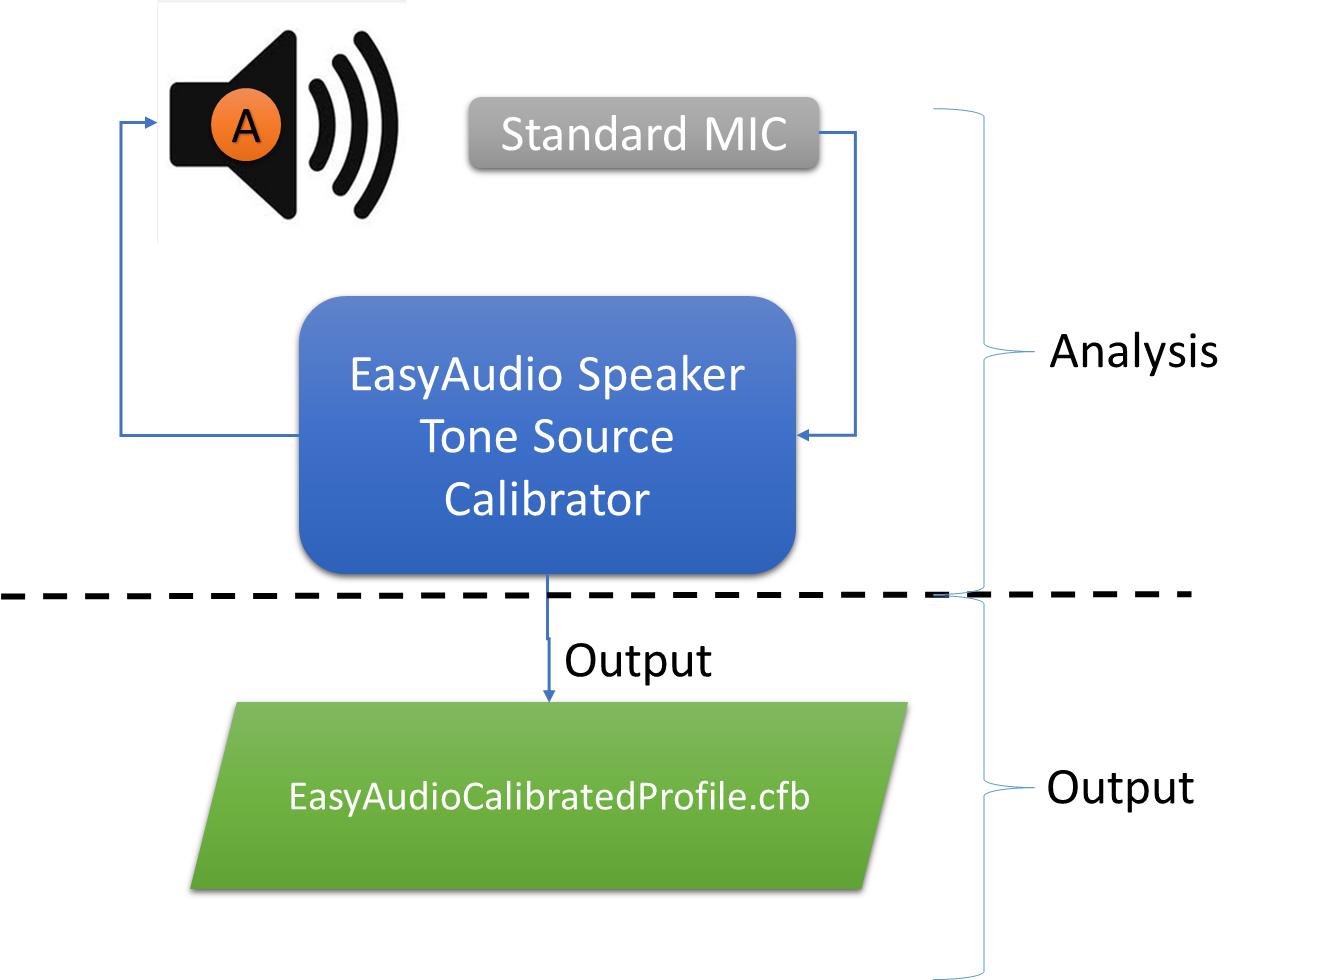 A
Standard MIC
EasyAudio Speaker
Tone Source
Calibrator
Analysis
Output
EasyAudioCalibratedProfile.cfb
Output